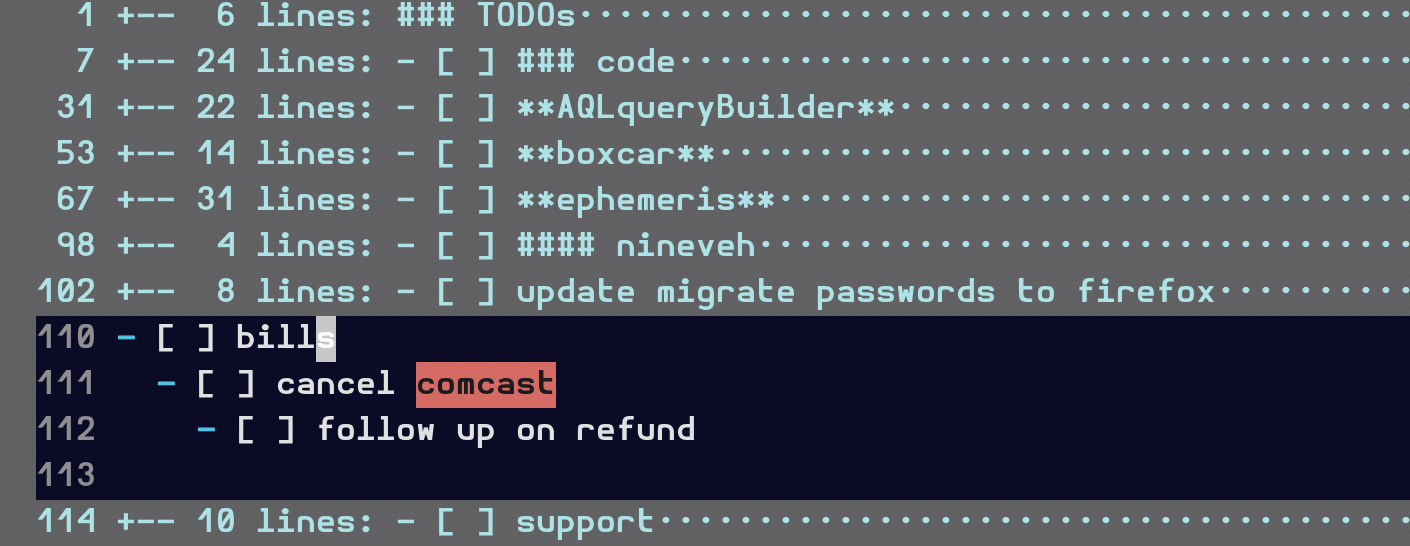 1 +-- 6 lines: ### TODOs··········································
7 +-- 24 lines: - [ ] ### code·····································
31 +-- 22 lines: - [ ] **AQLqueryBuilder**··························
53 +-- 14 lines: - [ ] **boxcar**···································
67 +-- 31 lines: - [ ] **ephemeris**································
98 +-- 4 lines: - [ ] #### nineveh·································
102 +-- 8 lines: - [ ] update migrate passwords to firefox··········
110 - [ ] bills
111 - [ ] cancel comcast
112 - [ ] follow up on refund
113
114 +-- 10 lines: - [ ] support······································